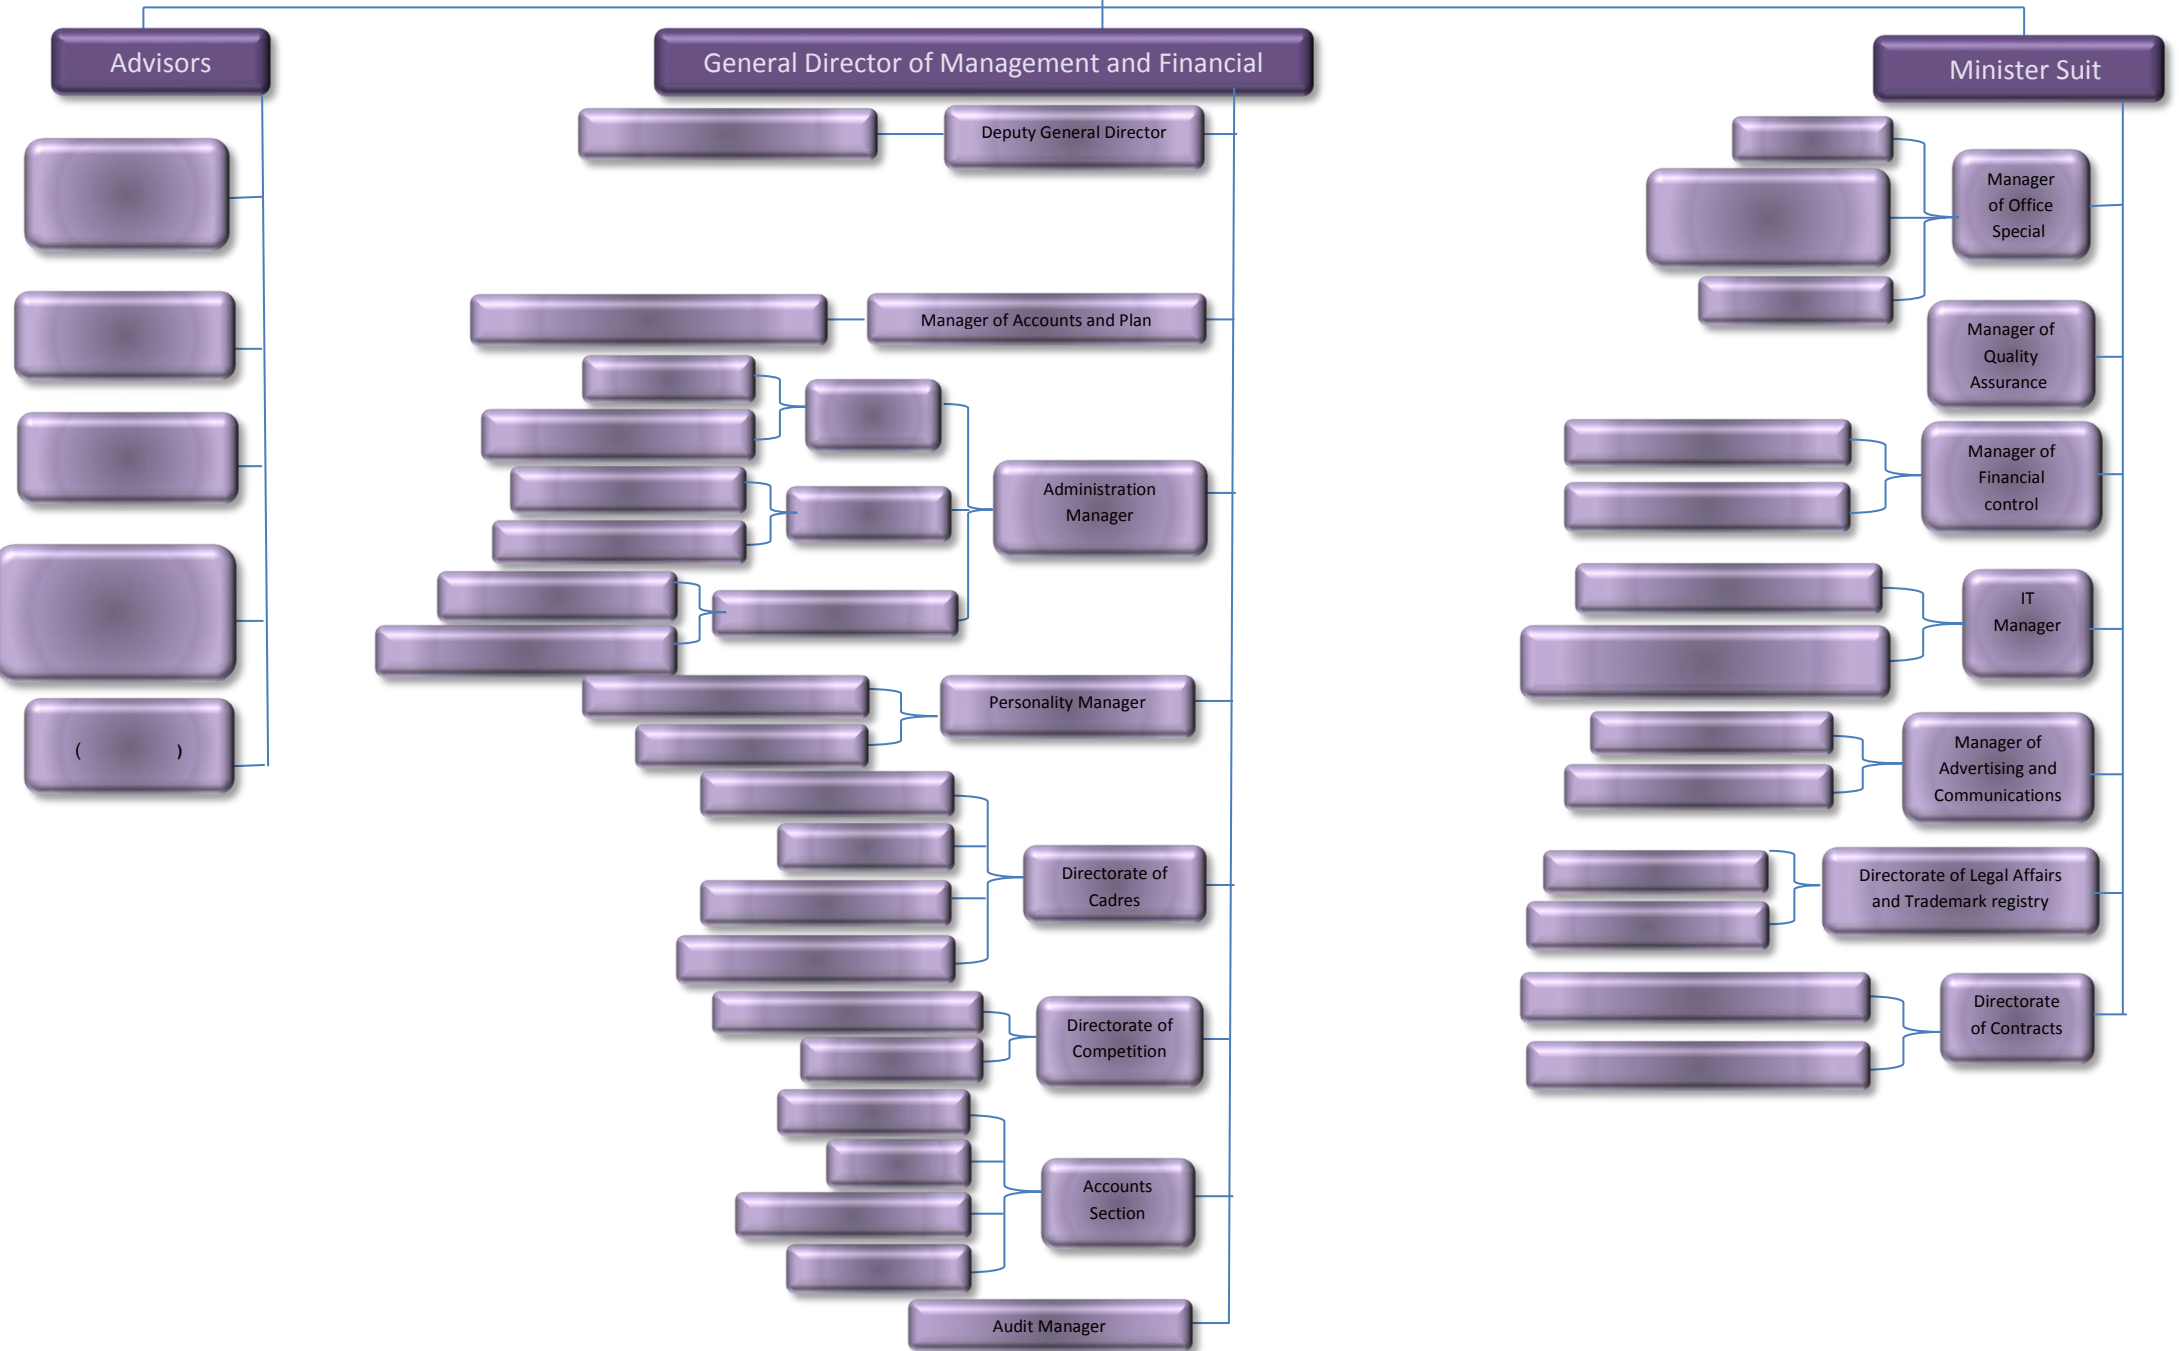 Advisors
General Director of Management and Financial
Minister Suit
Deputy General Director
Manager of Accounts and Plan
Administration
Manager
Personality Manager
Directorate of
Cadres
Directorate of
Competition
Accounts
Section
Audit Manager
Manager
of Office
Special
Manager of
Quality
Assurance
Manager of
Financial
control
IT
Manager
Manager of
Advertising and
Communications
Directorate of Legal Affairs
and Trademark registry
Directorate
of Contracts
( )